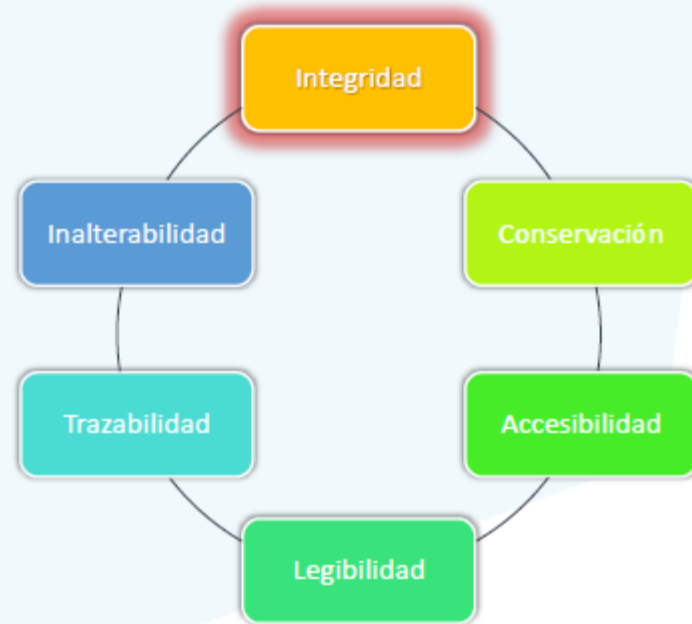 Integridad
Inalterabilidad
Conservación
Trazabilidad
Accesibilidad
Legibilidad